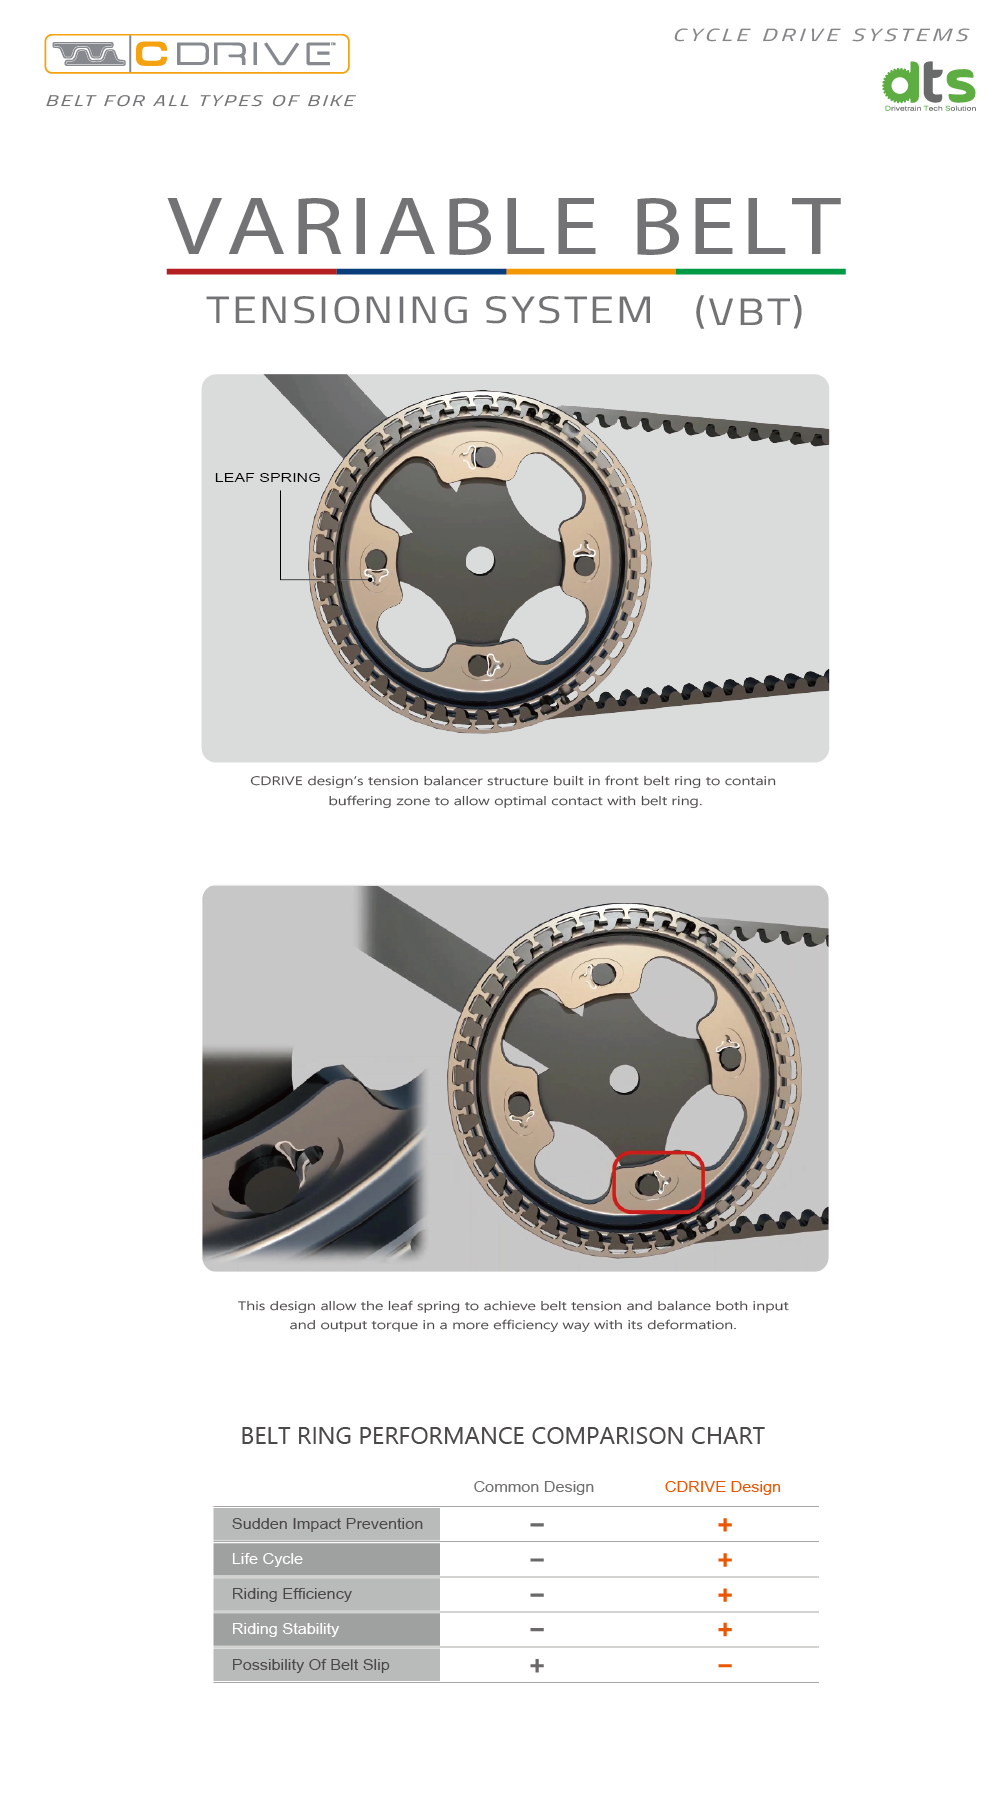 CDRIVE™
BELT FOR ALL TYPES OF BIKE
CYCLE DRIVE SYSTEMS
dts
Drivetrain Tech Solution
VARIABLE BELT
TENSIONING SYSTEM (VBT)
LEAF SPRING
CDRIVE design's tension balancer structure built in front belt ring to contain
buffering zone to allow optimal contact with belt ring.
This design allow the leaf spring to achieve belt tension and balance both input
and output torque in a more efficiency way with its deformation.
BELT RING PERFORMANCE COMPARISON CHART
Common Design CDRIVE Design
Sudden Impact Prevention − +
Life Cycle − +
Riding Efficiency − +
Riding Stability − +
Possibility Of Belt Slip + −